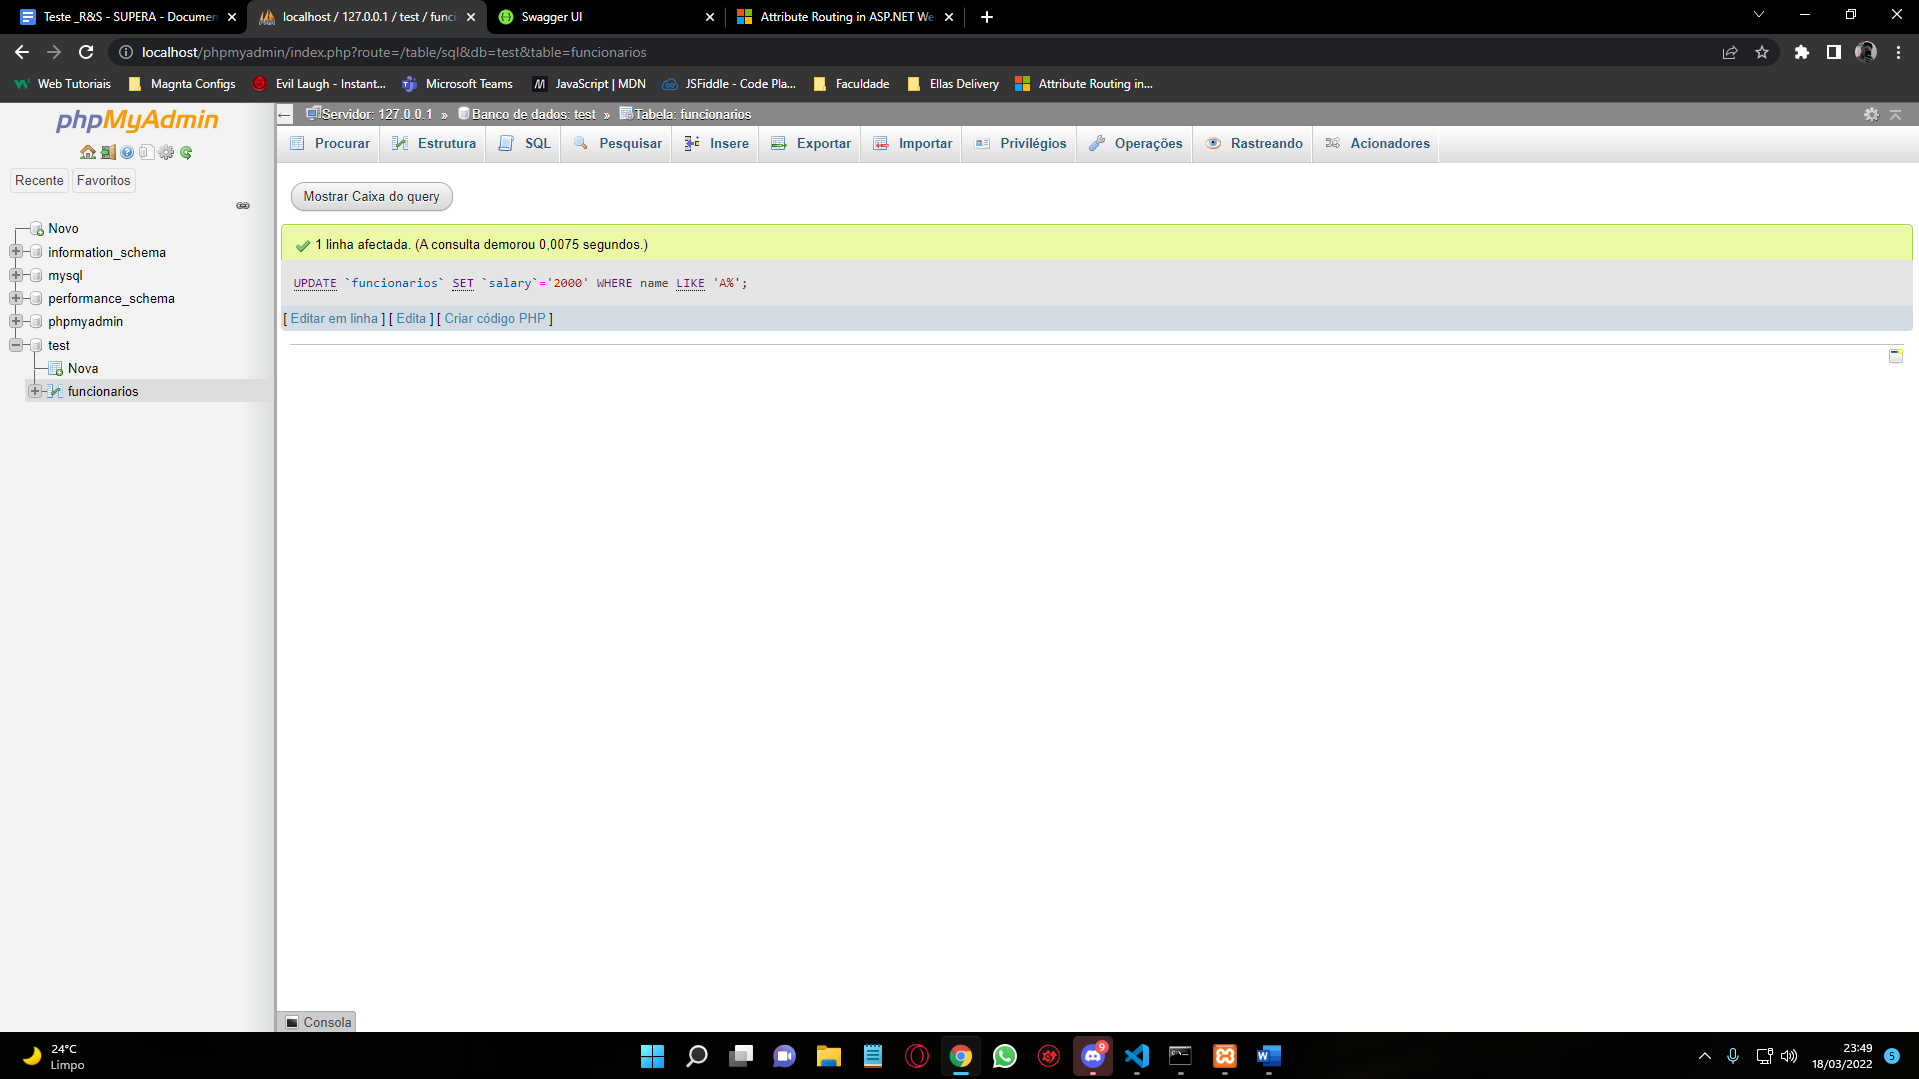 Teste _R&S - SUPERA - Documen
localhost / 127.0.0.1 / test / funci
Swagger UI
Attribute Routing in ASP.NET We
localhost/phpmyadmin/index.php?route=/table/sql&db=test&table=funcionarios
Web Tutoriais
Magnta Configs
Evil Laugh - Instant...
Microsoft Teams
JavaScript | MDN
JSFiddle - Code Pla...
Faculdade
Ellas Delivery
Attribute Routing in...
phpMyAdmin
Recente
Favoritos
Novo
information_schema
mysql
performance_schema
phpmyadmin
test
Nova
funcionarios
Servidor: 127.0.0.1 » Banco de dados: test » Tabela: funcionarios
Procurar
Estrutura
SQL
Pesquisar
Insere
Exportar
Importar
Privilégios
Operações
Rastreando
Acionadores
Mostrar Caixa do query
1 linha afectada. (A consulta demorou 0,0075 segundos.)
UPDATE `funcionarios` SET `salary`='2000' WHERE name LIKE 'A%';
[ Editar em linha ] [ Edita ] [ Criar código PHP ]
Consola
24°C
Limpo
9
23:49
18/03/2022
5